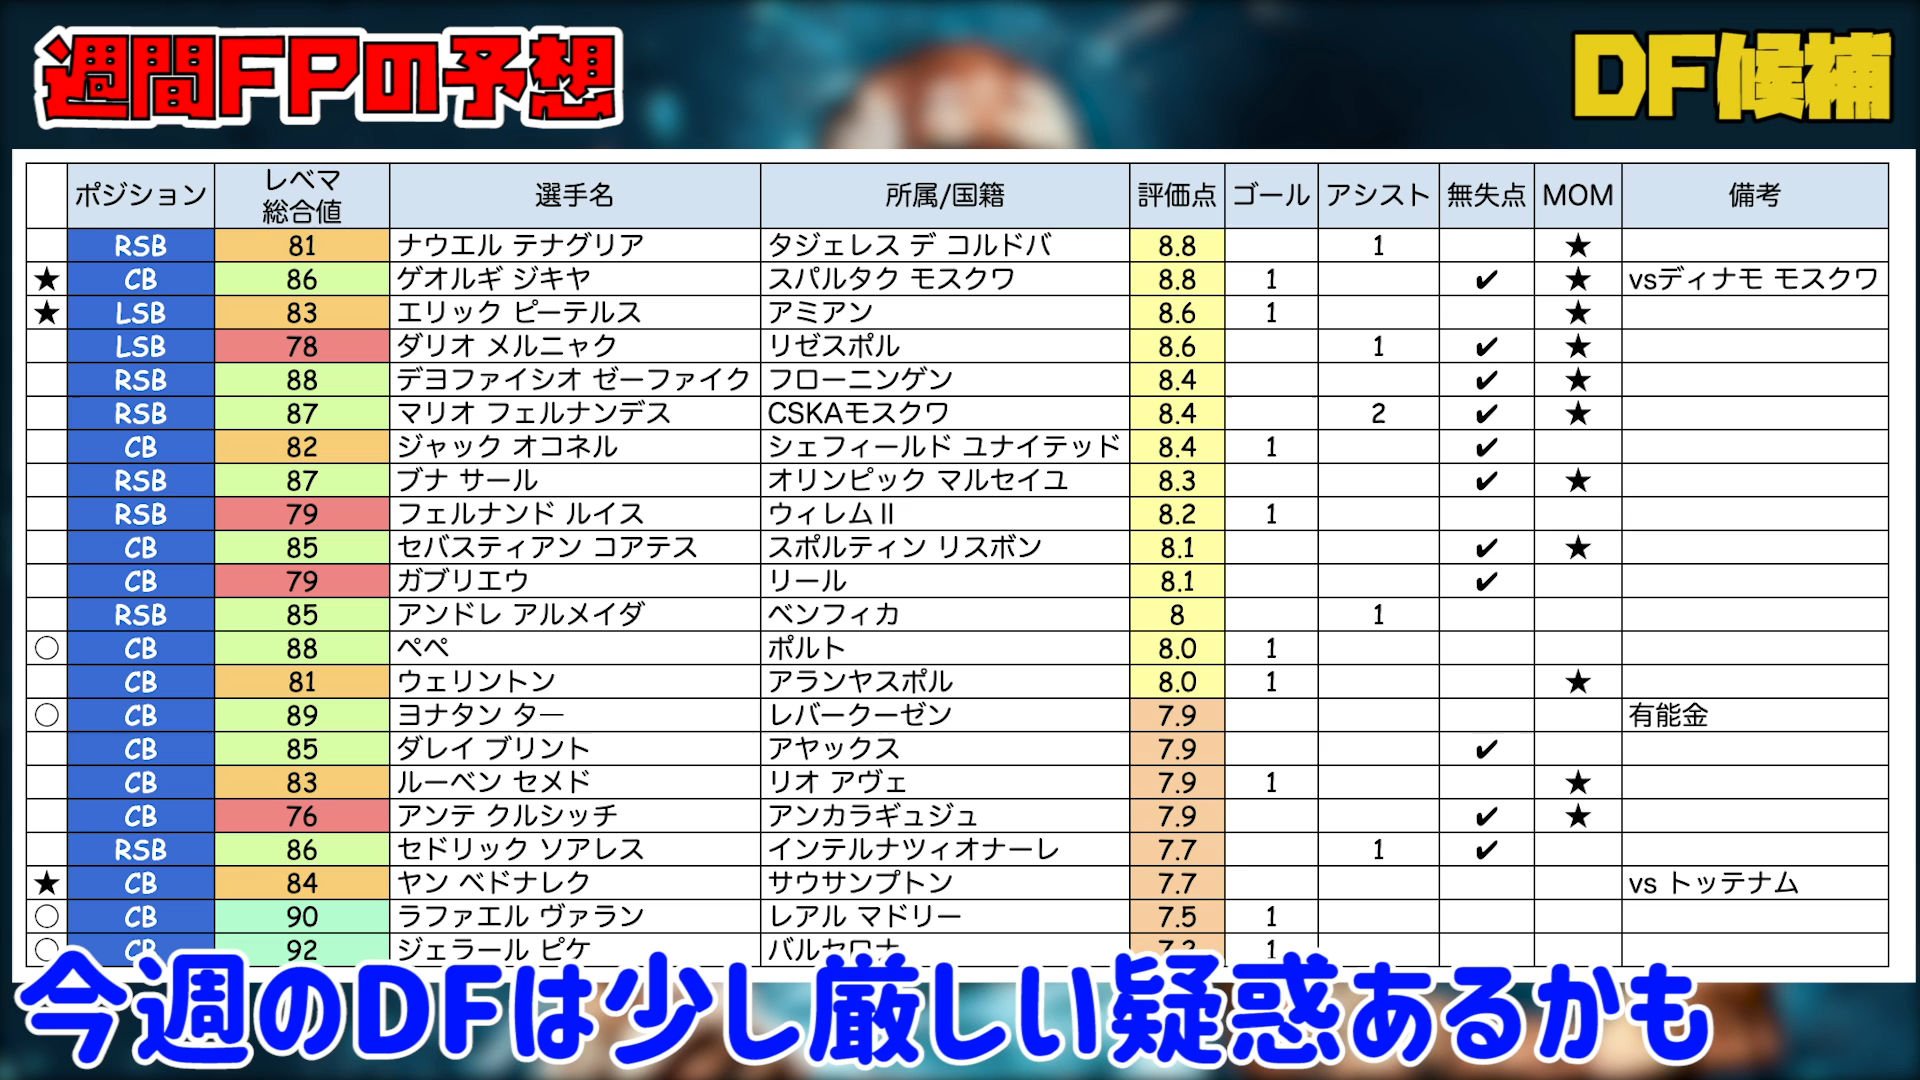 週間FPの予想
DF候補
ポジション レベマ総合値 選手名 所属/国籍 評価点 ゴール アシスト 無失点 MOM 備考
RSB 81 ナウエル テナグリア タジェレス デ コルドバ 8.8 1 ★
★ CB 86 ゲオルギ ジキヤ スパルタク モスクワ 8.8 1 ✔ ★ vsディナモ モスクワ
★ LSB 83 エリック ピーテルス アミアン 8.6 1 ★
LSB 78 ダリオ メルニャク リゼスポル 8.6 1 ✔ ★
RSB 88 デヨファイシオ ゼーファイク フローニンゲン 8.4 ✔ ★
RSB 87 マリオ フェルナンデス CSKAモスクワ 8.4 2 ✔ ★
CB 82 ジャック オコネル シェフィールド ユナイテッド 8.4 1 ✔
RSB 87 ブナ サール オリンピック マルセイユ 8.3 ✔ ★
RSB 79 フェルナンド ルイス ウィレムⅡ 8.2 1
CB 85 セバスティアン コアテス スポルティン リスボン 8.1 ✔ ★
CB 79 ガブリエウ リール 8.1 ✔
RSB 85 アンドレ アルメイダ ベンフィカ 8 1
○ CB 88 ペペ ポルト 8.0 1
CB 81 ウェリントン アランヤスポル 8.0 1 ★
○ CB 89 ヨナタン ター レバークーゼン 7.9 有能金
CB 85 ダレイ ブリント アヤックス 7.9 ✔
CB 83 ルーベン セメド リオ アヴェ 7.9 1 ★
CB 76 アンテ クルシッチ アンカラギュジュ 7.9 ✔ ★
RSB 86 セドリック ソアレス インテルナツィオナーレ 7.7 1 ✔
★ CB 84 ヤン ベドナレク サウサンプトン 7.7 vs トッテナム
○ CB 90 ラファエル ヴァラン レアル マドリー 7.5 1
○ CB 92 ジェラール ピケ バルセロナ 7.2 1
今週のDFは少し厳しい疑惑あるかも